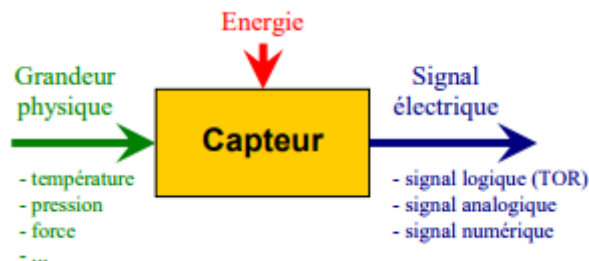 Energie
Grandeur
physique
Signal
électrique
Capteur
- température
- pression
- force
- ...
- signal logique (TOR)
- signal analogique
- signal numérique